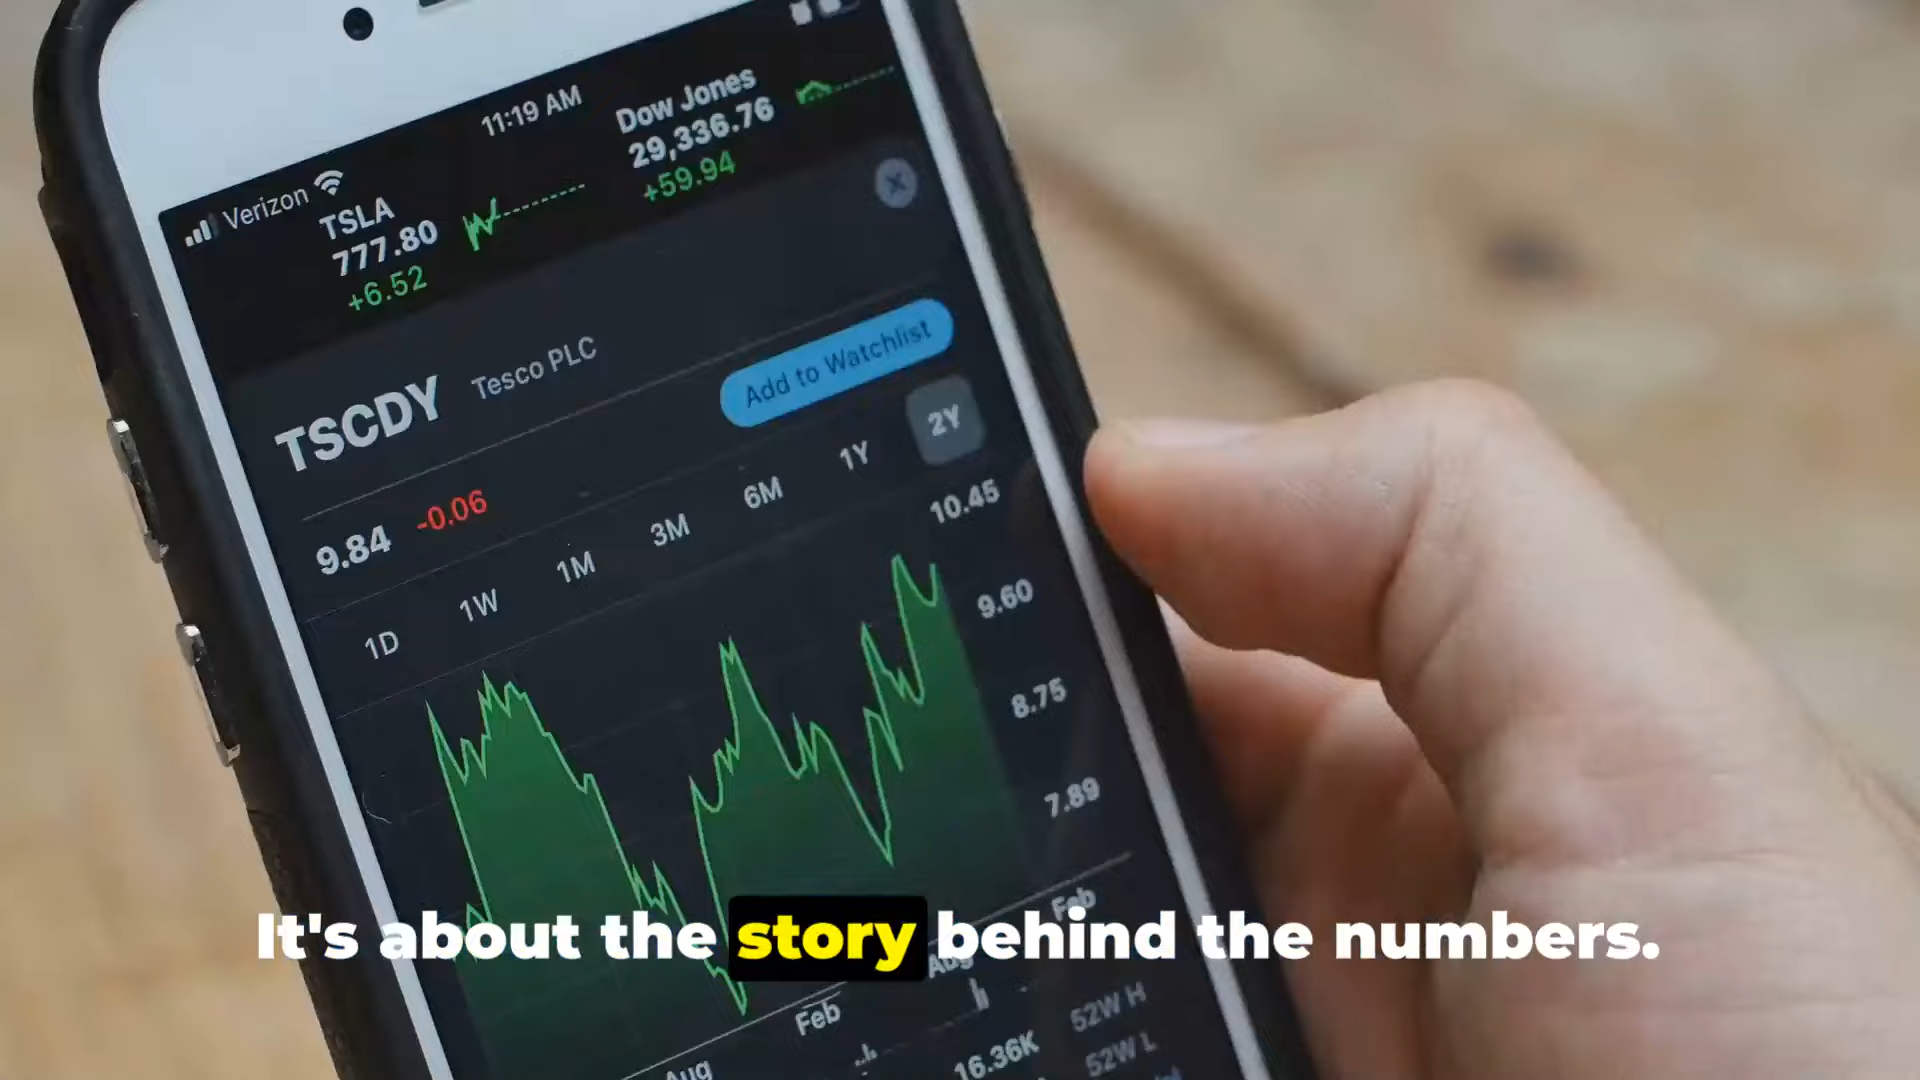 11:19 AM
Verizon
TSLA
777.80
+6.52
Dow Jones
29,336.76
+59.94
TSCDY Tesco PLC
Add to Watchlist
9.84 -0.06
1D 1W 1M 3M 6M 1Y 2Y
10.45
9.60
8.75
7.89
It's about the story behind the numbers.
Aug Feb Aug Feb
16.36K
52W H
52W L